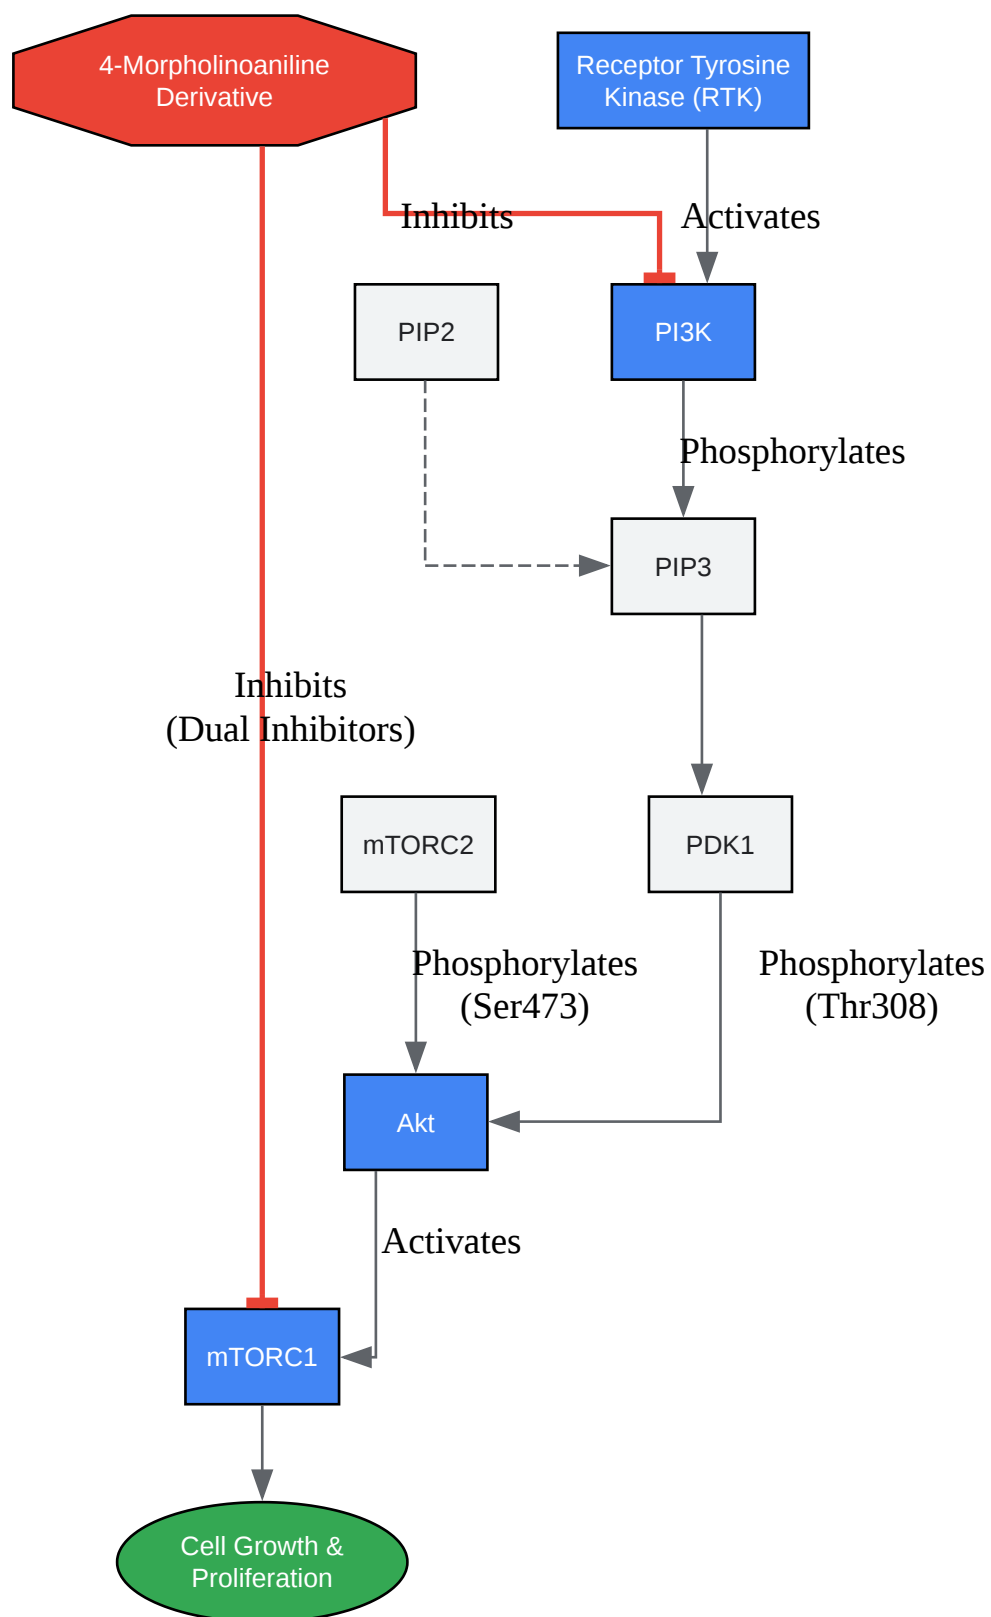 4-Morpholinoaniline
Derivative
Receptor Tyrosine
Kinase (RTK)
Inhibits
Activates
PIP2
PI3K
Phosphorylates
PIP3
Inhibits
(Dual Inhibitors)
mTORC2
PDK1
Phosphorylates
(Ser473)
Phosphorylates
(Thr308)
Akt
Activates
mTORC1
Cell Growth &
Proliferation